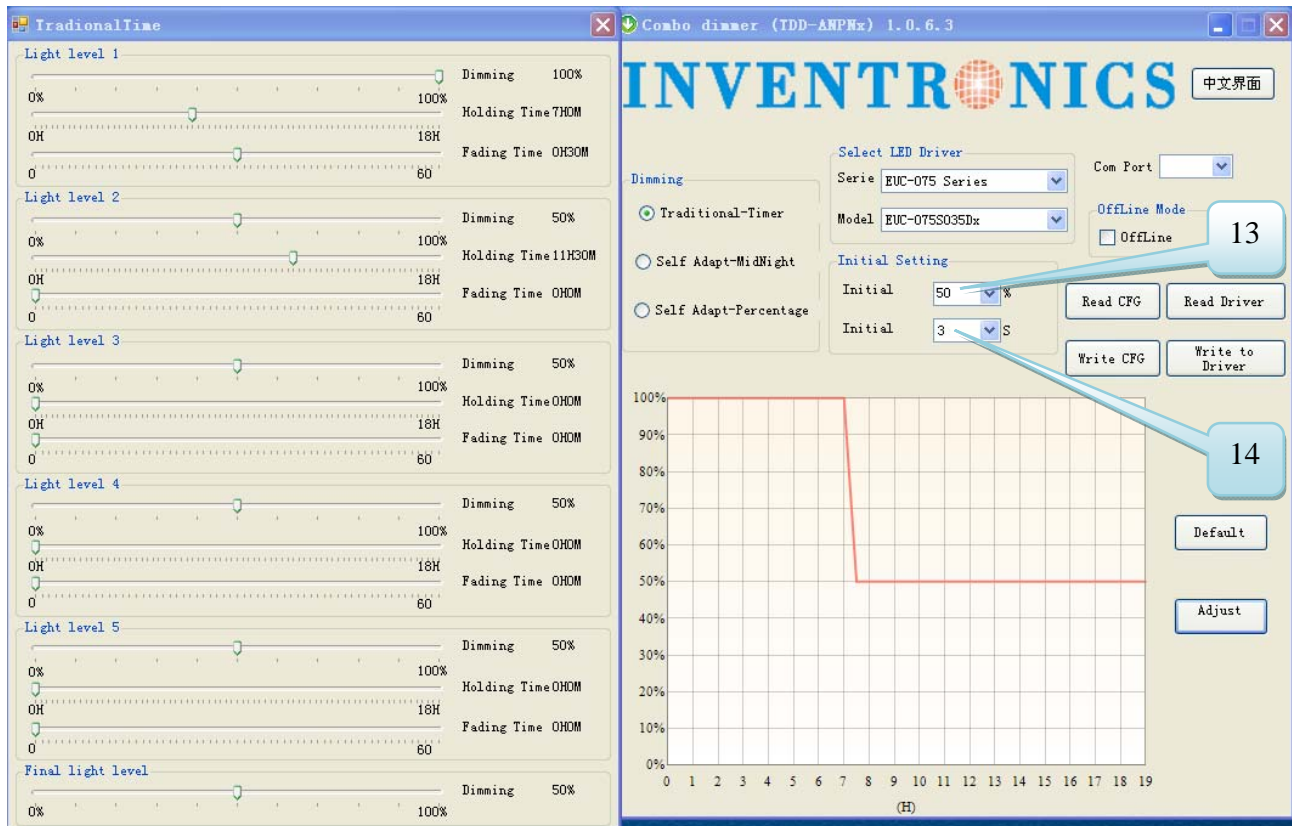 TradionalTime
Light level 1
Dimming 100%
0% 100%
Holding Time 7H0M
0H 18H
Fading Time 0H30M
0 60
Light level 2
Dimming 50%
0% 100%
Holding Time 11H30M
0H 18H
Fading Time 0H0M
0 60
Light level 3
Dimming 50%
0% 100%
Holding Time 0H0M
0H 18H
Fading Time 0H0M
0 60
Light level 4
Dimming 50%
0% 100%
Holding Time 0H0M
0H 18H
Fading Time 0H0M
0 60
Light level 5
Dimming 50%
0% 100%
Holding Time 0H0M
0H 18H
Fading Time 0H0M
0 60
Final light level
Dimming 50%
0% 100%
Combo dimmer (TDD-ANPNx) 1.0.6.3
INVENTRONICS
中文界面
Dimming
Traditional-Timer
Self Adapt-MidNight
Self Adapt-Percentage
Select LED Driver
Serie EUC-075 Series
Model EUC-075S035Dx
Com Port
OffLine Mode
OffLine
Initial Setting
Initial 50 %
Initial 3 S
13
14
Read CFG
Read Driver
Write CFG
Write to
Driver
100%
90%
80%
70%
60%
50%
40%
30%
20%
10%
0%
0 1 2 3 4 5 6 7 8 9 10 11 12 13 14 15 16 17 18 19
(H)
Default
Adjust